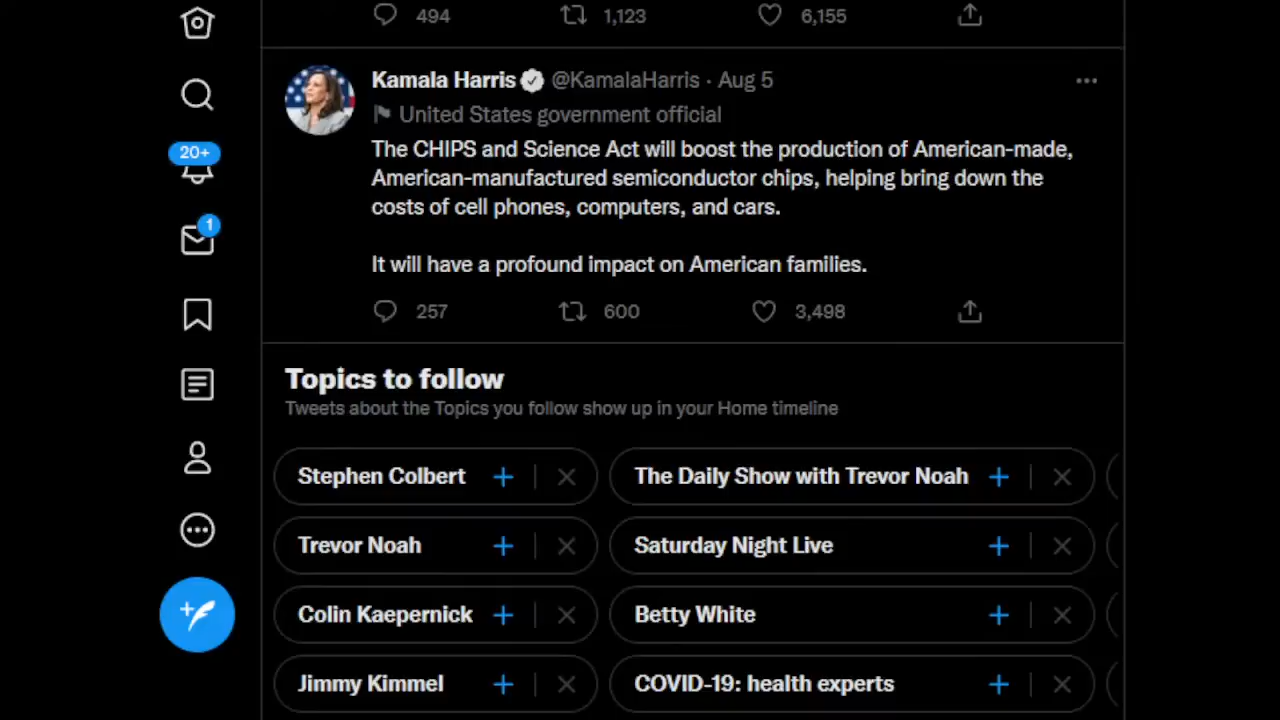 494 1,123 6,155
Kamala Harris @KamalaHarris · Aug 5
United States government official
The CHIPS and Science Act will boost the production of American-made,
American-manufactured semiconductor chips, helping bring down the
costs of cell phones, computers, and cars.
It will have a profound impact on American families.
257 600 3,498
20+
1
Topics to follow
Tweets about the Topics you follow show up in your Home timeline
Stephen Colbert The Daily Show with Trevor Noah
Trevor Noah Saturday Night Live
Colin Kaepernick Betty White
Jimmy Kimmel COVID-19: health experts